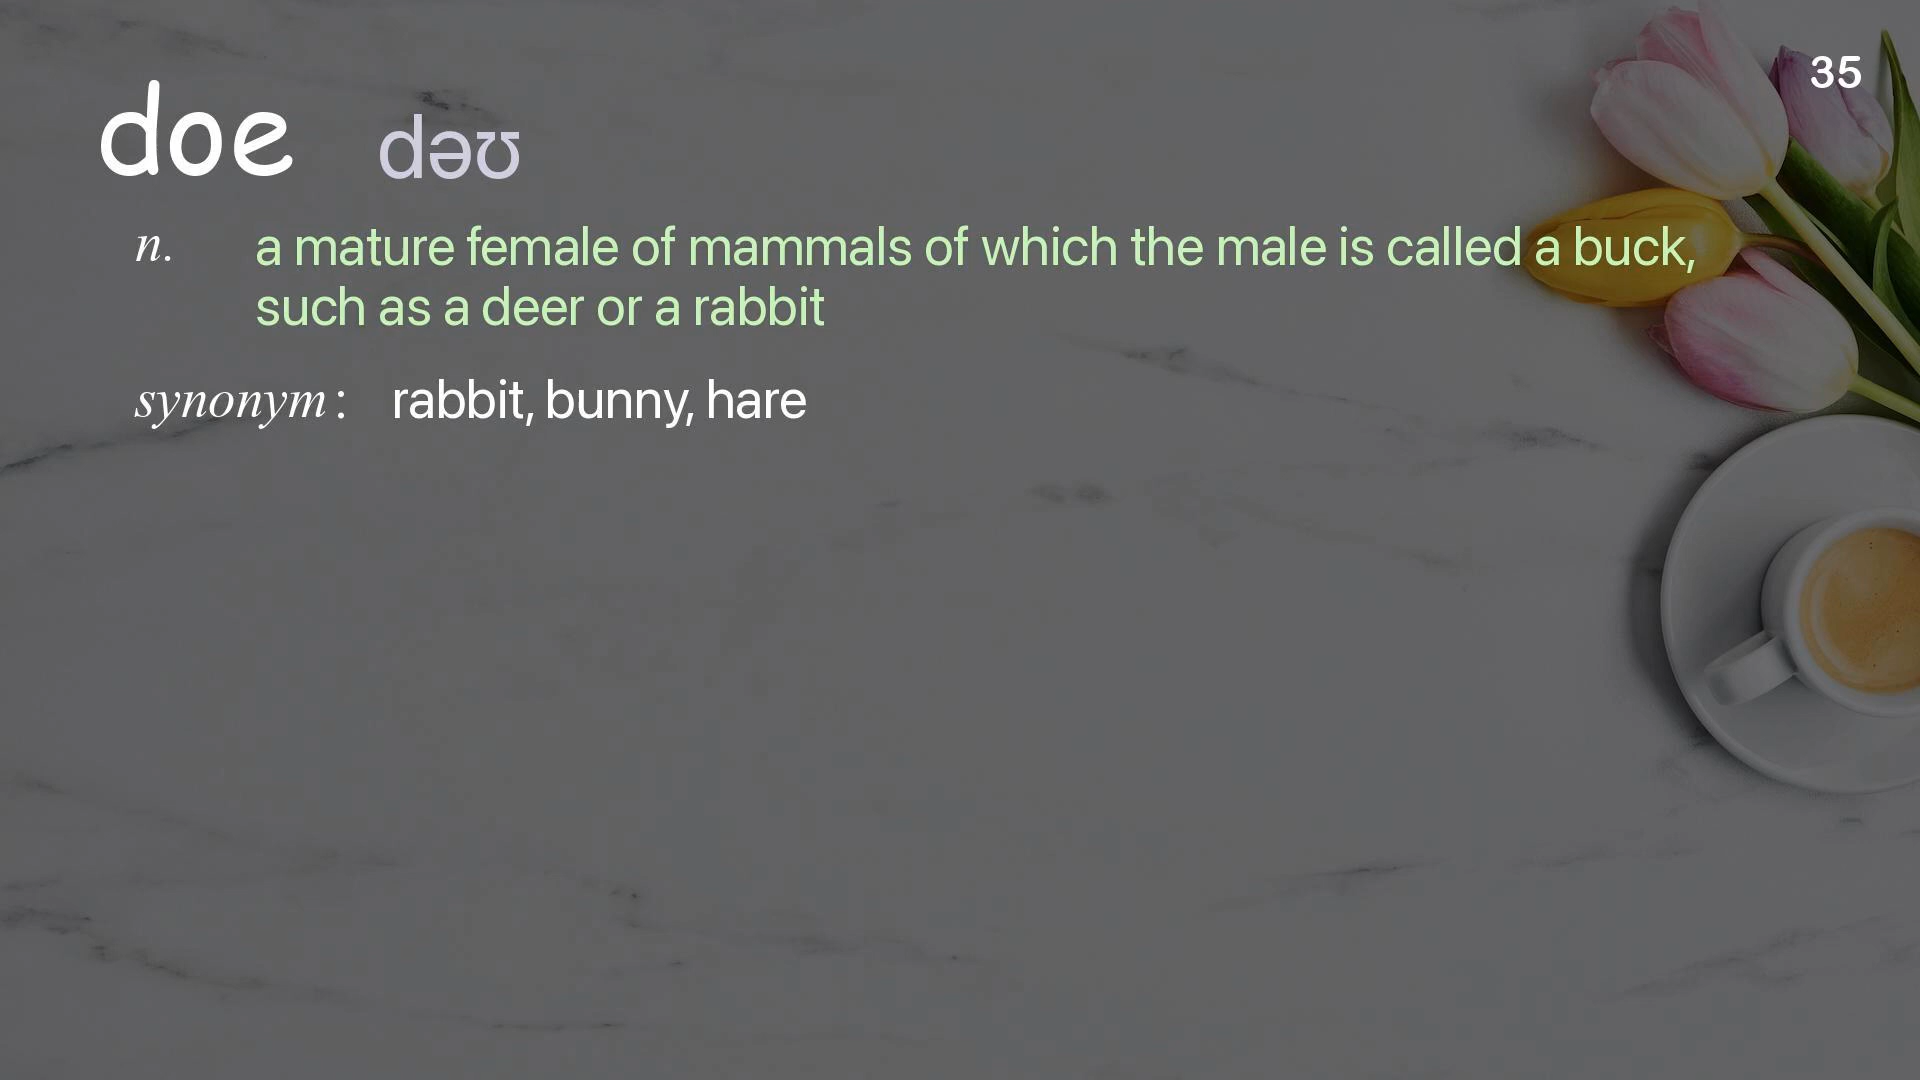 35
doe dəʊ
n. a mature female of mammals of which the male is called a buck,
such as a deer or a rabbit
synonym : rabbit, bunny, hare